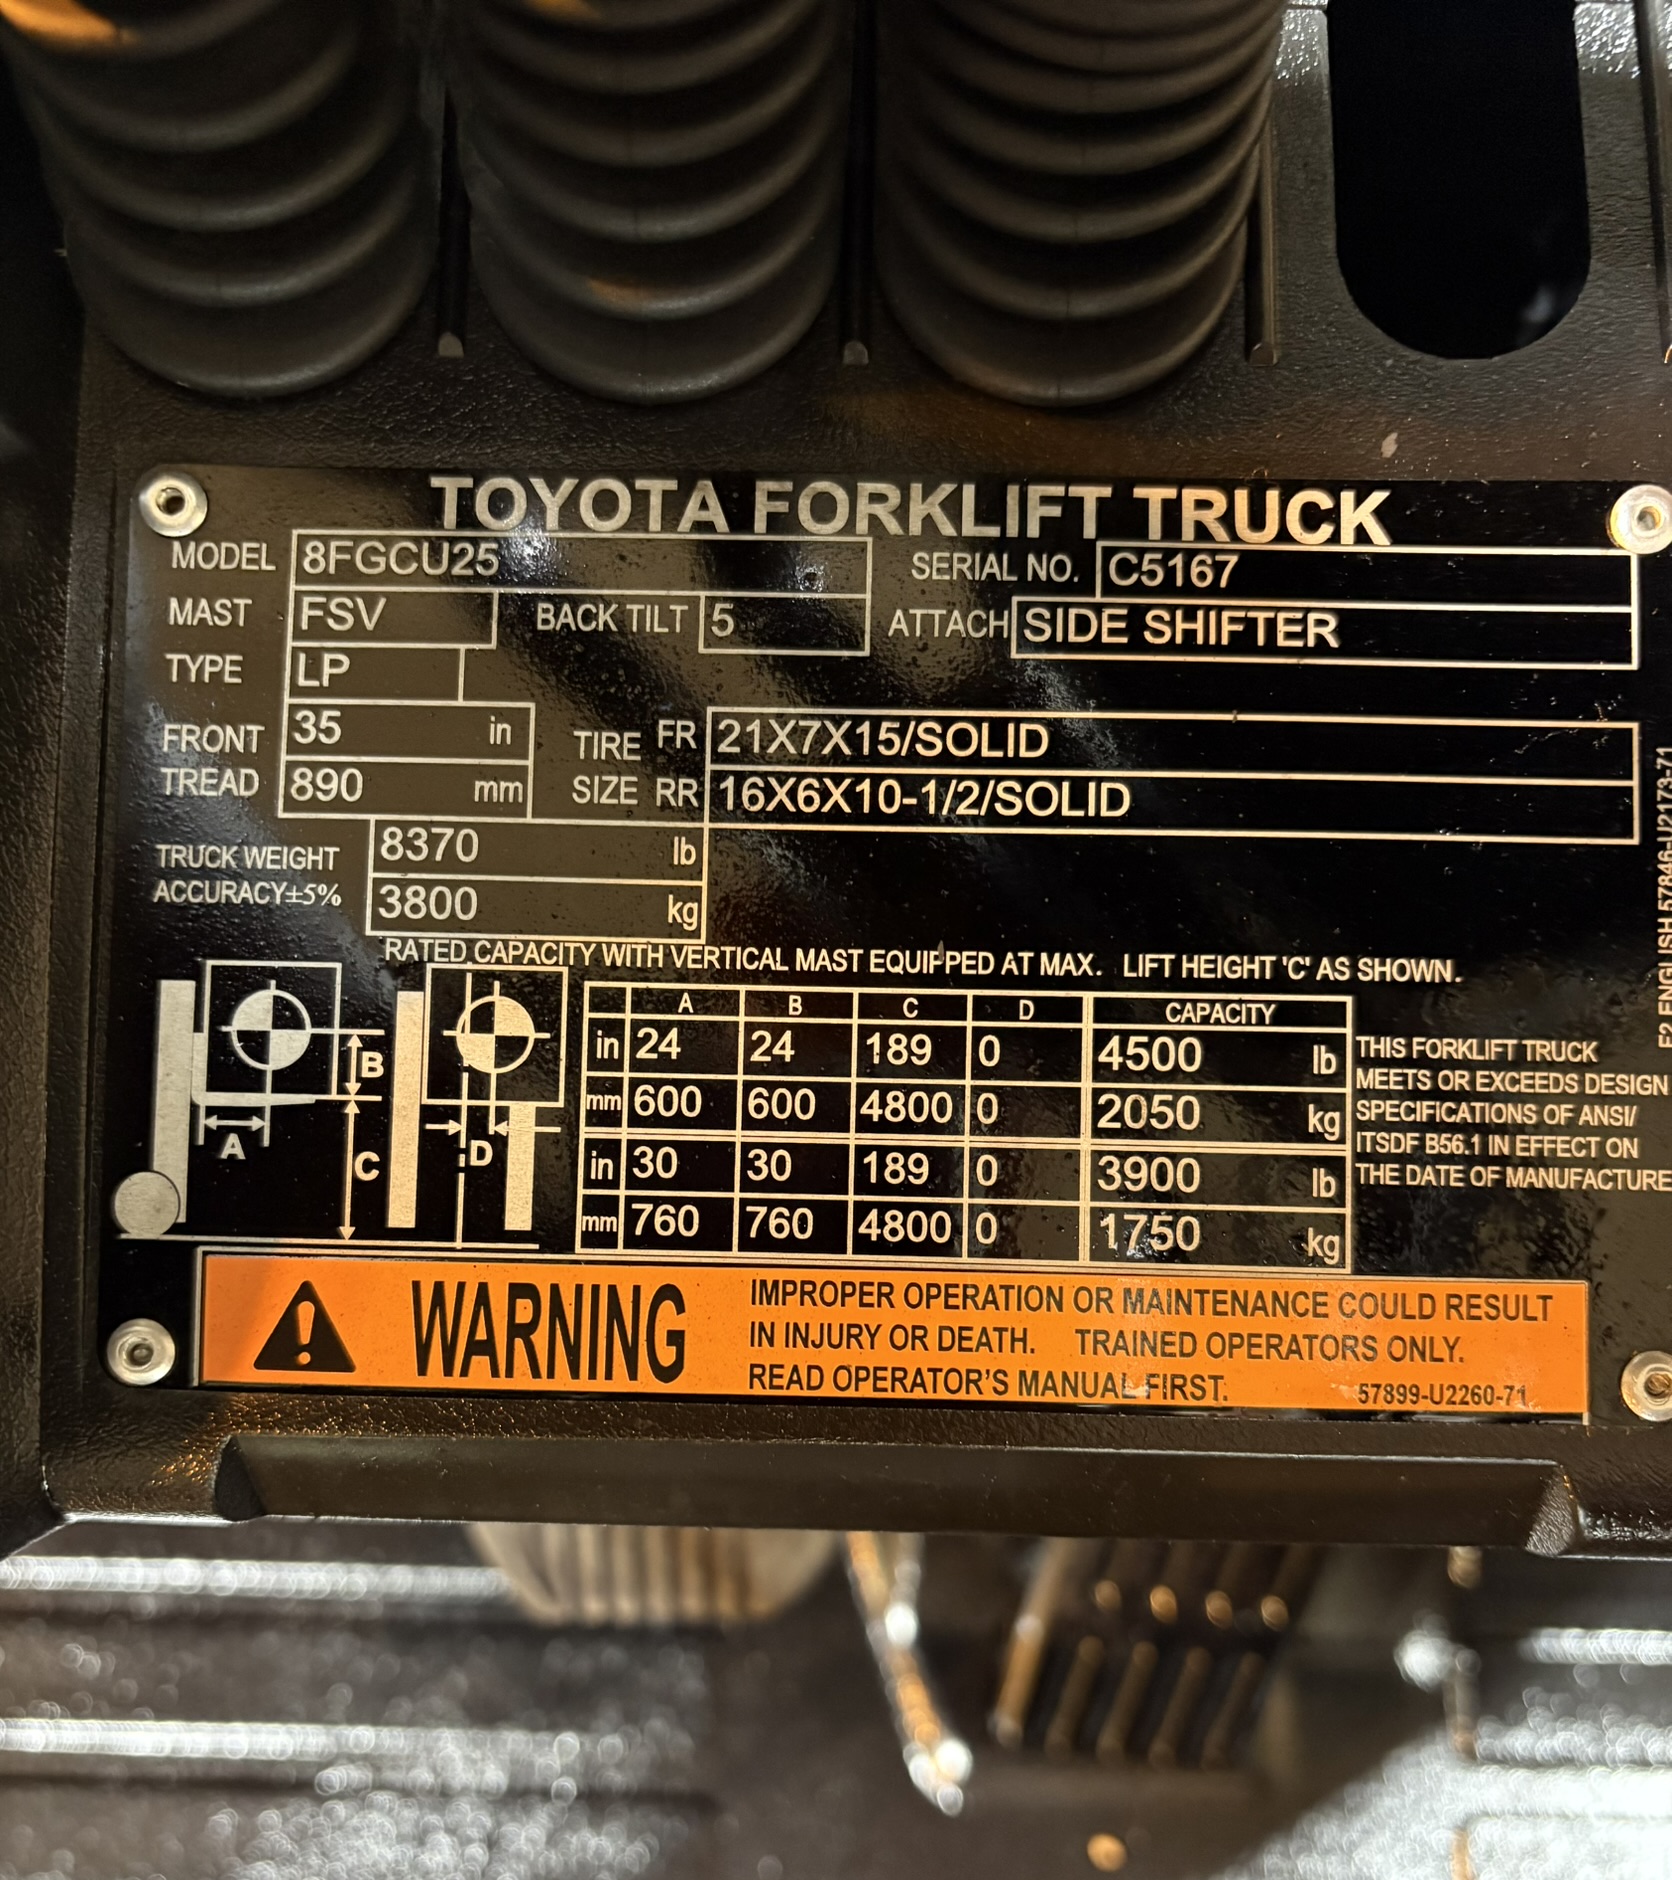 TOYOTA FORKLIFT TRUCK
MODEL 8FGCU25 SERIAL NO. C5167
MAST FSV BACK TILT 5 ATTACH SIDE SHIFTER
TYPE LP
FRONT TREAD 35 in TIRE SIZE FR 21X7X15/SOLID
890 mm RR 16X6X10-1/2/SOLID
TRUCK WEIGHT 8370 lb
ACCURACY±5% 3800 kg
RATED CAPACITY WITH VERTICAL MAST EQUIPPED AT MAX. LIFT HEIGHT 'C' AS SHOWN.
A B C D CAPACITY
in 24 24 189 0 4500 lb
mm 600 600 4800 0 2050 kg
in 30 30 189 0 3900 lb
mm 760 760 4800 0 1750 kg
B
A
C
D
THIS FORKLIFT TRUCK
MEETS OR EXCEEDS DESIGN
SPECIFICATIONS OF ANSI/
ITSDF B56.1 IN EFFECT ON
THE DATE OF MANUFACTURE
F2 ENGLISH 57846-U2173-71
WARNING
IMPROPER OPERATION OR MAINTENANCE COULD RESULT
IN INJURY OR DEATH. TRAINED OPERATORS ONLY.
READ OPERATOR'S MANUAL FIRST. 57899-U2260-71